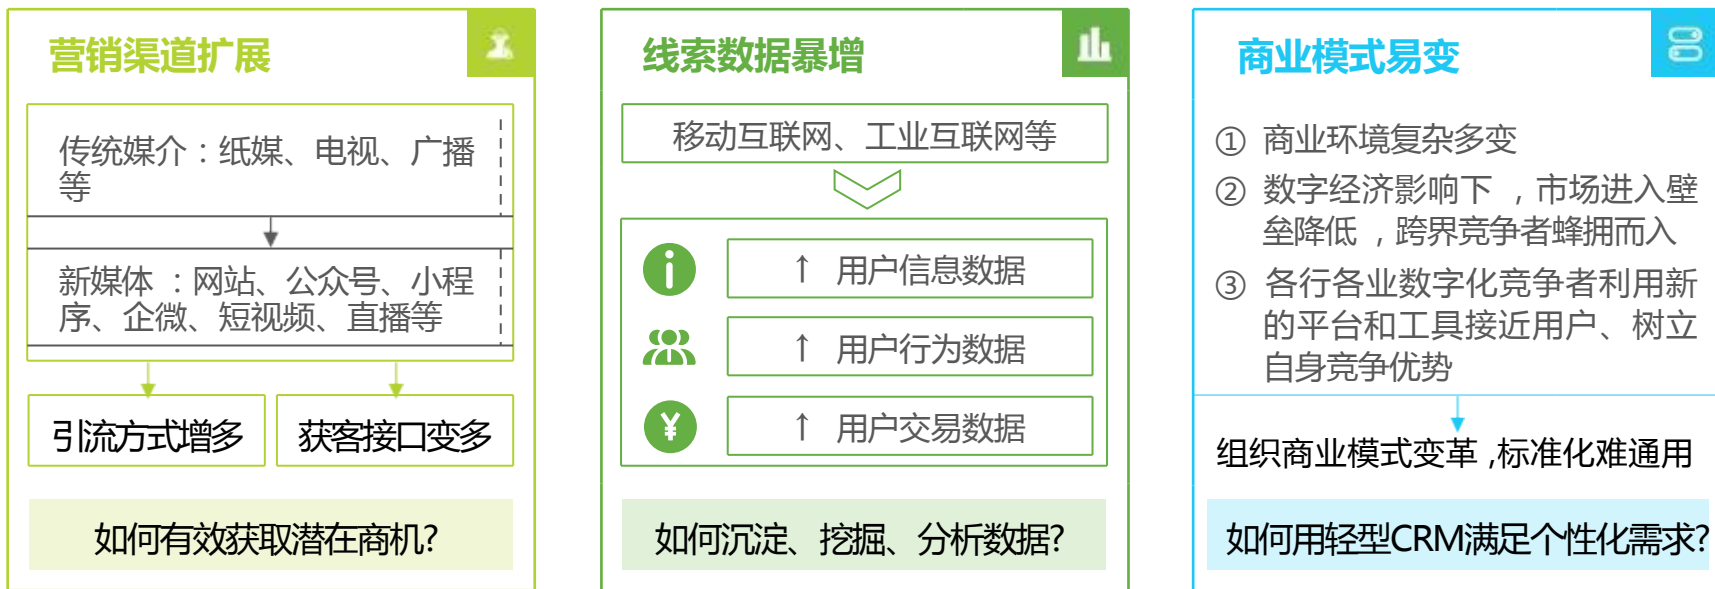 营销渠道扩展
传统媒介：纸媒、电视、广播
等
新媒体 ：网站、公众号、小程
序、企微、短视频、直播等
引流方式增多
获客接口变多
如何有效获取潜在商机?
线索数据暴增
移动互联网、工业互联网等
↑ 用户信息数据
↑ 用户行为数据
¥ ↑ 用户交易数据
如何沉淀、挖掘、分析数据?
商业模式易变
① 商业环境复杂多变
② 数字经济影响下 ，市场进入壁
垒降低 ，跨界竞争者蜂拥而入
③ 各行各业数字化竞争者利用新
的平台和工具接近用户、树立
自身竞争优势
组织商业模式变革 ,标准化难通用
如何用轻型CRM满足个性化需求?